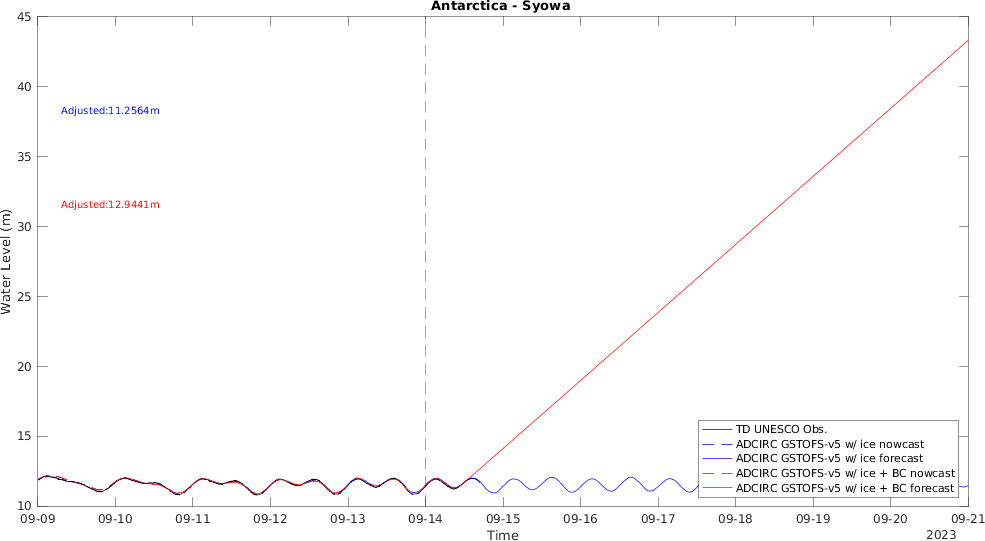 Antarctica - Syowa
45
40
35
30
25
20
15
10
Water Level (m)
Adjusted:11.2564m
Adjusted:12.9441m
TD UNESCO Obs.
ADCIRC GSTOFS-v5 w/ ice nowcast
ADCIRC GSTOFS-v5 w/ ice forecast
ADCIRC GSTOFS-v5 w/ ice + BC nowcast
ADCIRC GSTOFS-v5 w/ ice + BC forecast
09-09 09-10 09-11 09-12 09-13 09-14 09-15 09-16 09-17 09-18 09-19 09-20 09-21
Time
2023